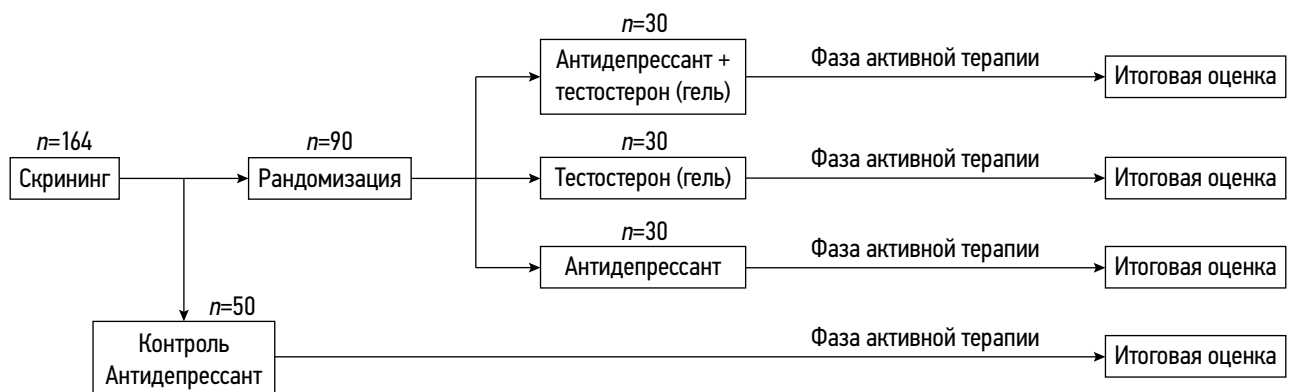 n=30
Антидепрессант +
тестостерон (гель)
Фаза активной терапии
Итоговая оценка
n=164
Скрининг
n=90
Рандомизация
n=30
Тестостерон (гель)
Фаза активной терапии
Итоговая оценка
n=30
Антидепрессант
Фаза активной терапии
Итоговая оценка
n=50
Контроль
Антидепрессант
Фаза активной терапии
Итоговая оценка